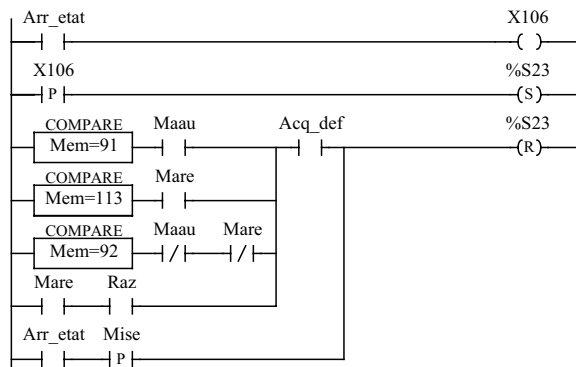 Arr_etat X106
X106 %S23
P S
COMPARE Maau Acq_def %S23
Mem=91 R
COMPARE Mare
Mem=113
COMPARE Maau Mare
Mem=92
Mare Raz
Arr_etat Mise
P